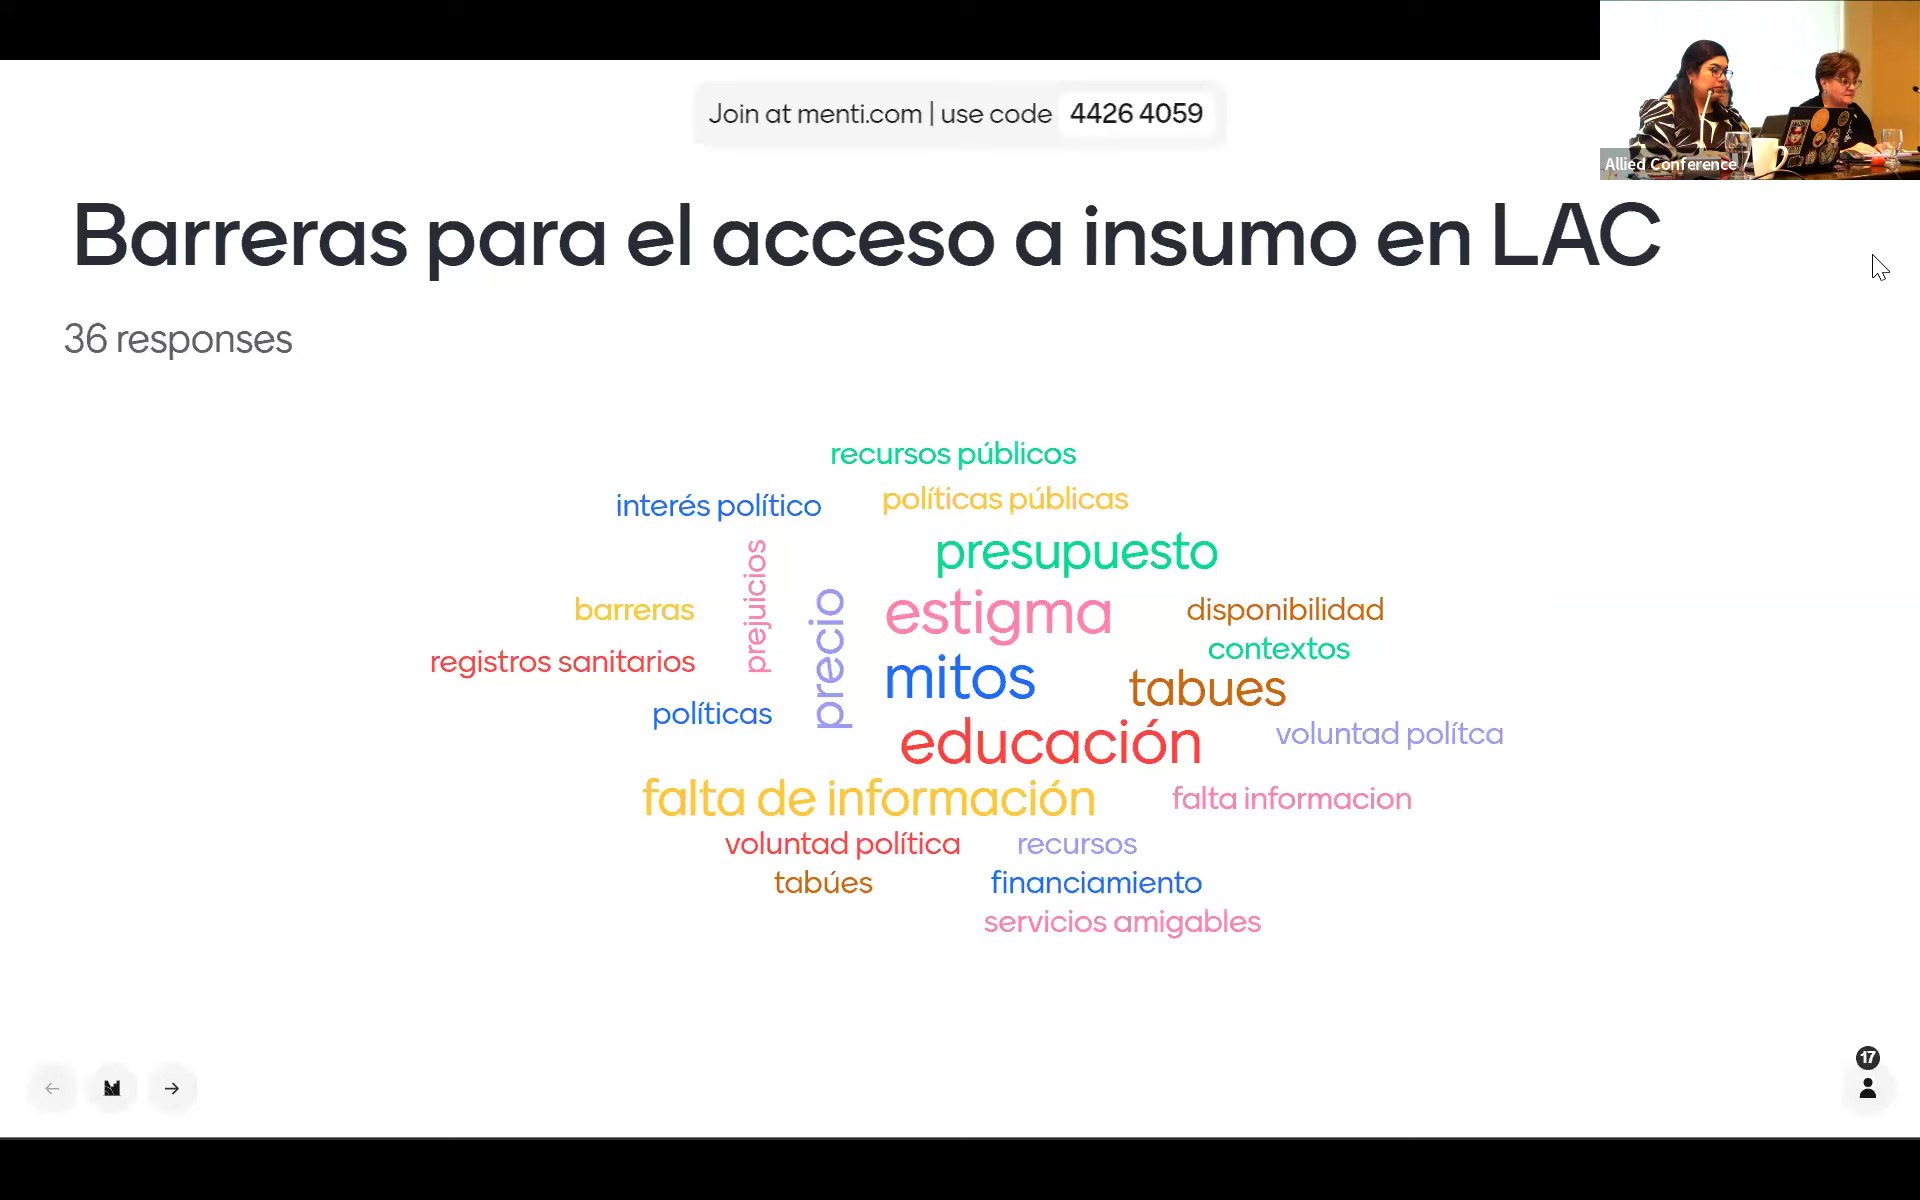 Join at menti.com | use code 4426 4059
Allied Conference
Barreras para el acceso a insumo en LAC
36 responses
recursos públicos
interés político
políticas públicas
presupuesto
prejuicios
precio
barreras
estigma
disponibilidad
contextos
registros sanitarios
mitos
tabues
políticas
educación
voluntad polítca
falta de información
falta informacion
voluntad política
recursos
tabúes
financiamiento
servicios amigables
17